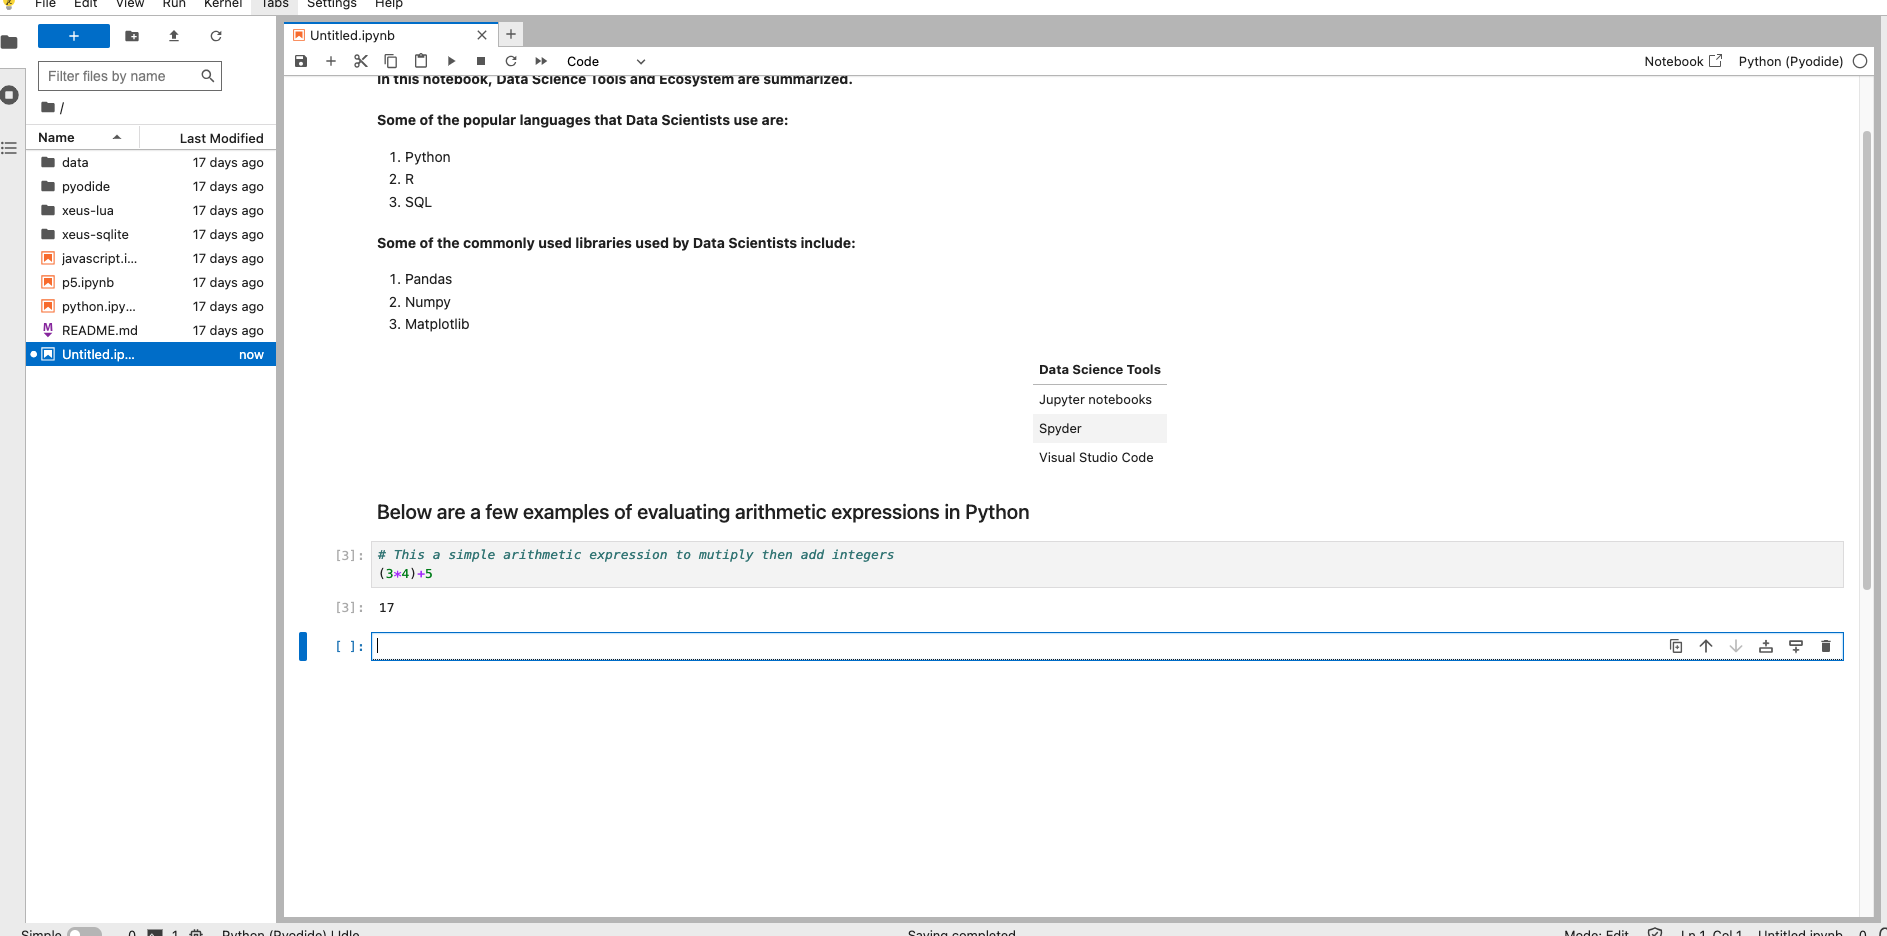 File Edit View Run Kernel Tabs Settings Help
+
Filter files by name
/
Name Last Modified
data 17 days ago
pyodide 17 days ago
xeus-lua 17 days ago
xeus-sqlite 17 days ago
javascript.i... 17 days ago
p5.ipynb 17 days ago
python.ipy... 17 days ago
README.md 17 days ago
Untitled.ip... now
Untitled.ipynb
Code
Notebook Python (Pyodide)
In this notebook, Data Science Tools and Ecosystem are summarized.
Some of the popular languages that Data Scientists use are:
1. Python
2. R
3. SQL
Some of the commonly used libraries used by Data Scientists include:
1. Pandas
2. Numpy
3. Matplotlib
Data Science Tools
Jupyter notebooks
Spyder
Visual Studio Code
Below are a few examples of evaluating arithmetic expressions in Python
[3]: # This a simple arithmetic expression to mutiply then add integers
(3*4)+5
[3]: 17
[ ]:
Simple 0 1 Python (Pyodide) | Idle Saving completed Mode: Edit Ln 1, Col 1 Untitled.ipynb 0